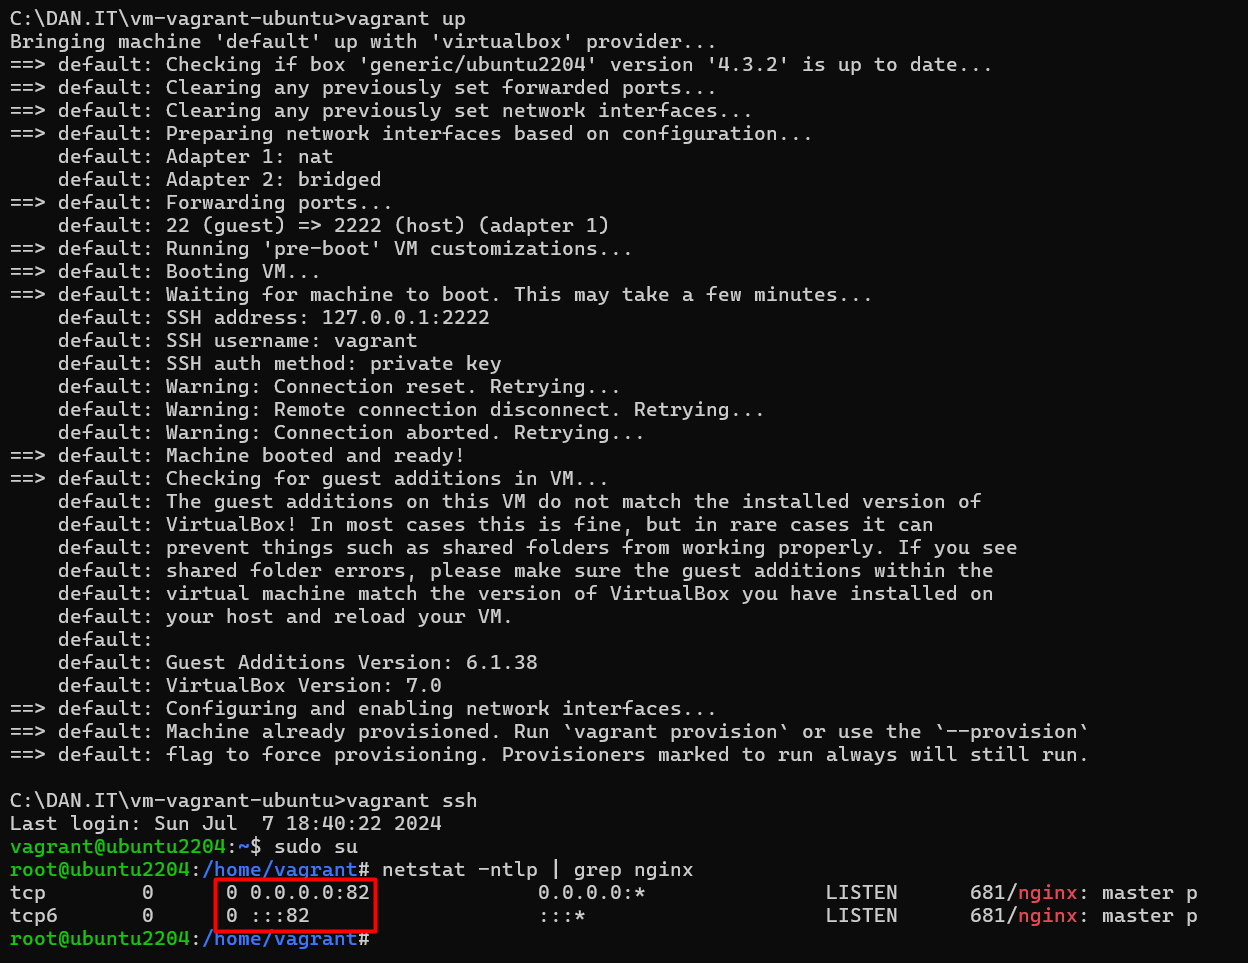 C:\DAN.IT\vm-vagrant-ubuntu>vagrant up
Bringing machine 'default' up with 'virtualbox' provider...
==> default: Checking if box 'generic/ubuntu2204' version '4.3.2' is up to date...
==> default: Clearing any previously set forwarded ports...
==> default: Clearing any previously set network interfaces...
==> default: Preparing network interfaces based on configuration...
    default: Adapter 1: nat
    default: Adapter 2: bridged
==> default: Forwarding ports...
    default: 22 (guest) => 2222 (host) (adapter 1)
==> default: Running 'pre-boot' VM customizations...
==> default: Booting VM...
==> default: Waiting for machine to boot. This may take a few minutes...
    default: SSH address: 127.0.0.1:2222
    default: SSH username: vagrant
    default: SSH auth method: private key
    default: Warning: Connection reset. Retrying...
    default: Warning: Remote connection disconnect. Retrying...
    default: Warning: Connection aborted. Retrying...
==> default: Machine booted and ready!
==> default: Checking for guest additions in VM...
    default: The guest additions on this VM do not match the installed version of
    default: VirtualBox! In most cases this is fine, but in rare cases it can
    default: prevent things such as shared folders from working properly. If you see
    default: shared folder errors, please make sure the guest additions within the
    default: virtual machine match the version of VirtualBox you have installed on
    default: your host and reload your VM.
    default:
    default: Guest Additions Version: 6.1.38
    default: VirtualBox Version: 7.0
==> default: Configuring and enabling network interfaces...
==> default: Machine already provisioned. Run `vagrant provision` or use the `--provision`
==> default: flag to force provisioning. Provisioners marked to run always will still run.
C:\DAN.IT\vm-vagrant-ubuntu>vagrant ssh
Last login: Sun Jul  7 18:40:22 2024
vagrant@ubuntu2204:~$ sudo su
root@ubuntu2204:/home/vagrant# netstat -ntlp | grep nginx
tcp        0      0 0.0.0.0:82              0.0.0.0:*               LISTEN      681/nginx: master p
tcp6       0      0 :::82                   :::*                    LISTEN      681/nginx: master p
root@ubuntu2204:/home/vagrant#